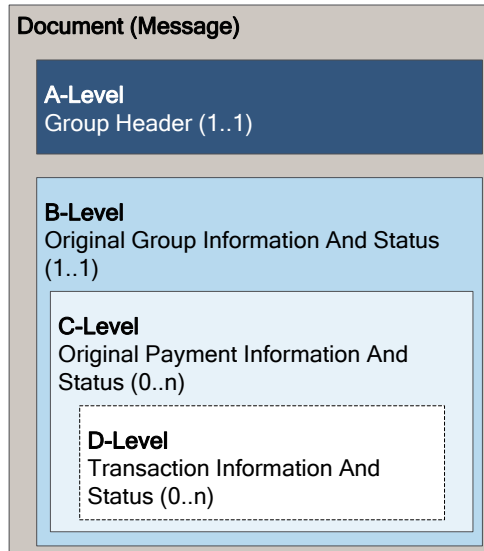 Document (Message)
A-Level
Group Header (1..1)
B-Level
Original Group Information And Status
(1..1)
C-Level
Original Payment Information And
Status (0..n)
D-Level
Transaction Information And
Status (0..n)